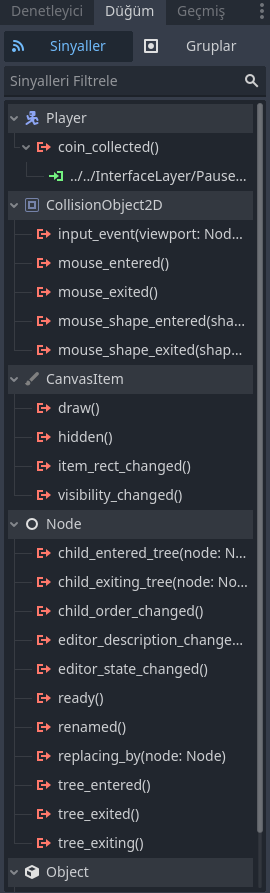 Denetleyici Düğüm Geçmiş
Sinyaller Gruplar
Sinyalleri Filtrele
Player
coin_collected()
../../InterfaceLayer/Pause...
CollisionObject2D
input_event(viewport: Nod...
mouse_entered()
mouse_exited()
mouse_shape_entered(sha...
mouse_shape_exited(shap...
CanvasItem
draw()
hidden()
item_rect_changed()
visibility_changed()
Node
child_entered_tree(node: N...
child_exiting_tree(node: No...
child_order_changed()
editor_description_change...
editor_state_changed()
ready()
renamed()
replacing_by(node: Node)
tree_entered()
tree_exited()
tree_exiting()
Object